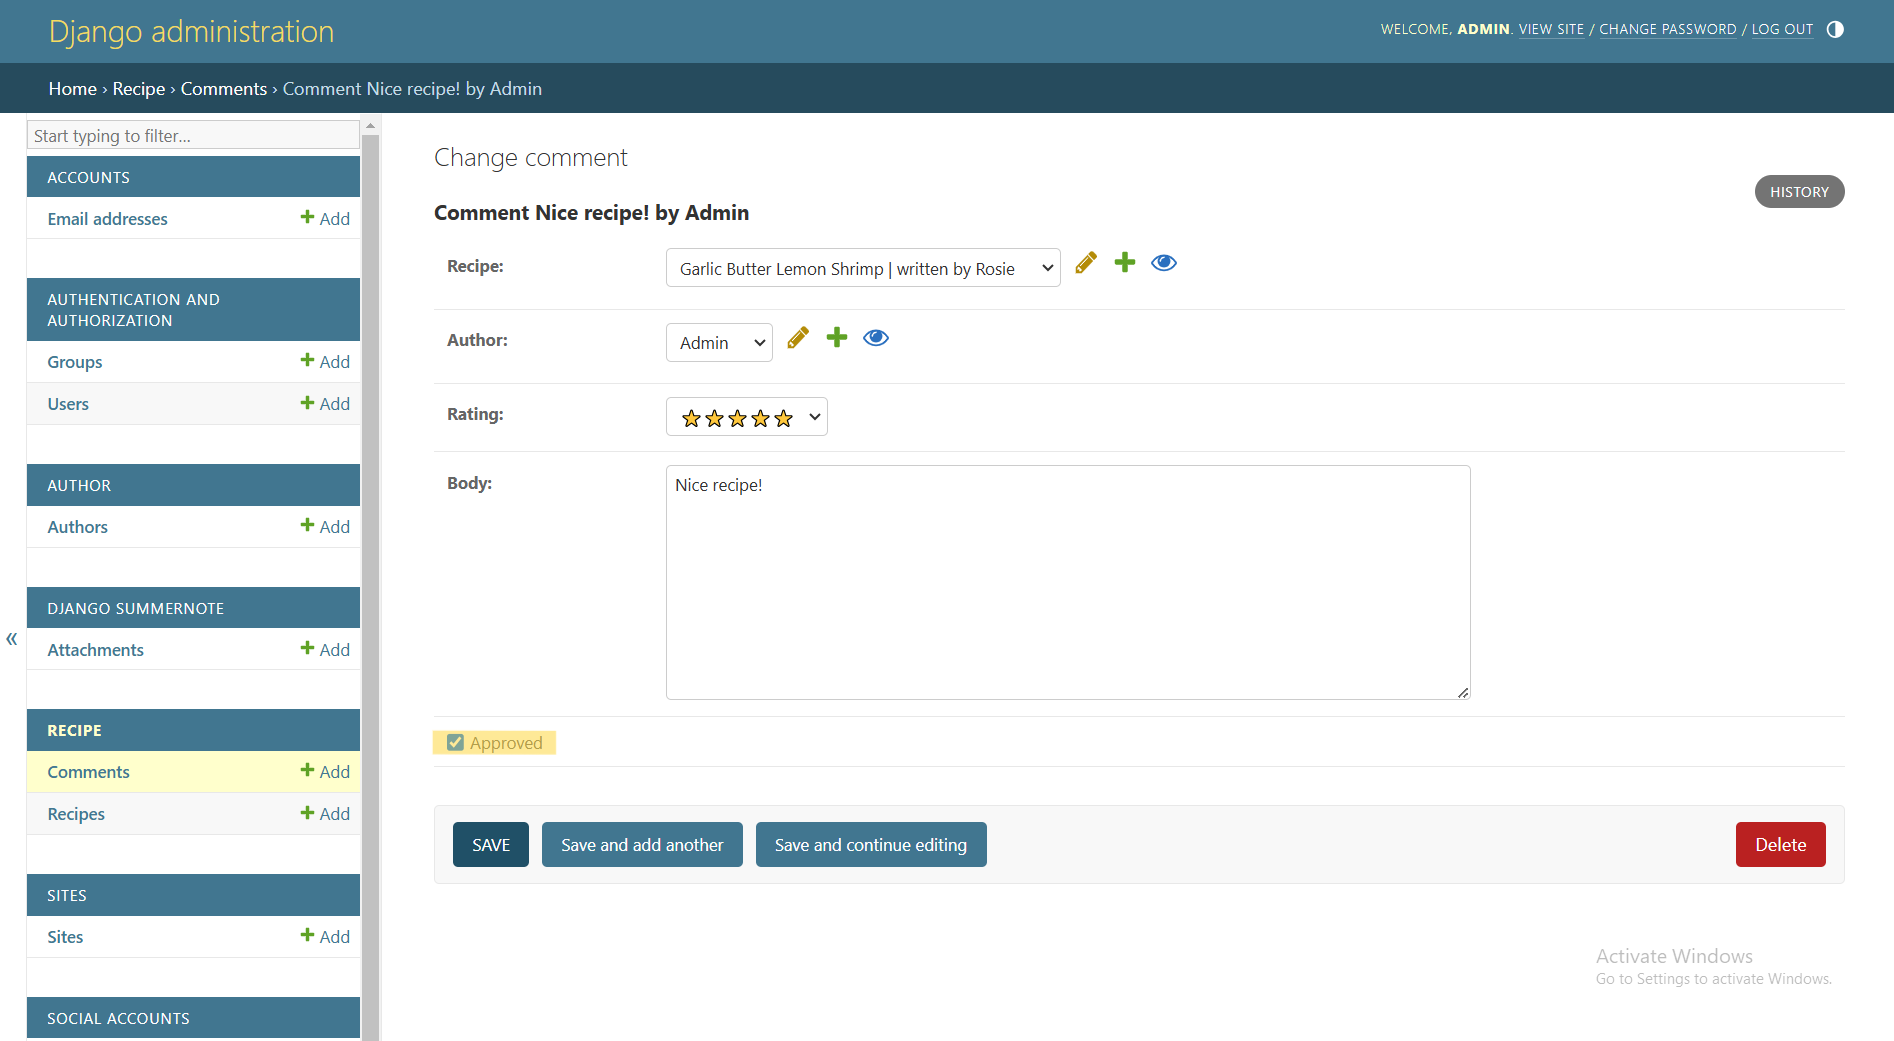 Django administration
WELCOME, ADMIN. VIEW SITE / CHANGE PASSWORD / LOG OUT
Home › Recipe › Comments › Comment Nice recipe! by Admin
Start typing to filter...
ACCOUNTS
Email addresses Add
AUTHENTICATION AND
AUTHORIZATION
Groups Add
Users Add
AUTHOR
Authors Add
DJANGO SUMMERNOTE
Attachments Add
«
RECIPE
Comments Add
Recipes Add
SITES
Sites Add
SOCIAL ACCOUNTS
Change comment
HISTORY
Comment Nice recipe! by Admin
Recipe: Garlic Butter Lemon Shrimp | written by Rosie
Author: Admin
Rating:
Body: Nice recipe!
Approved
SAVE Save and add another Save and continue editing Delete
Activate Windows
Go to Settings to activate Windows.